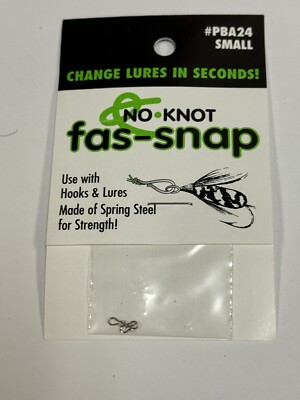 #PBA24
SMALL
CHANGE LURES IN SECONDS!
NO•KNOT
fas-snap
Use with
Hooks & Lures
Made of Spring Steel
for Strength!